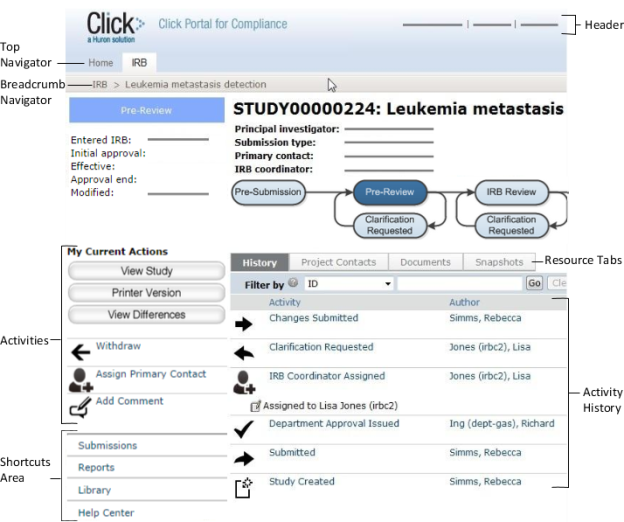 Click Click Portal for Compliance
a Huron solution
Header
Top
Navigator
Home IRB
Breadcrumb
Navigator
IRB > Leukemia metastasis detection
Pre-Review
STUDY00000224: Leukemia metastasis
Entered IRB:
Initial approval:
Effective:
Approval end:
Modified:
Principal investigator:
Submission type:
Primary contact:
IRB coordinator:
Pre-Submission Pre-Review IRB Review
Clarification
Requested
Clarification
Requested
My Current Actions
View Study
Printer Version
View Differences
Activities
Withdraw
Assign Primary Contact
Add Comment
Shortcuts
Area
Submissions
Reports
Library
Help Center
History Project Contacts Documents Snapshots
Resource Tabs
Filter by ID Go Cle
Activity Author
Changes Submitted Simms, Rebecca
Clarification Requested Jones (irbc2), Lisa
IRB Coordinator Assigned Jones (irbc2), Lisa
Assigned to Lisa Jones (irbc2)
Department Approval Issued Ing (dept-gas), Richard
Submitted Simms, Rebecca
Study Created Simms, Rebecca
Activity
History